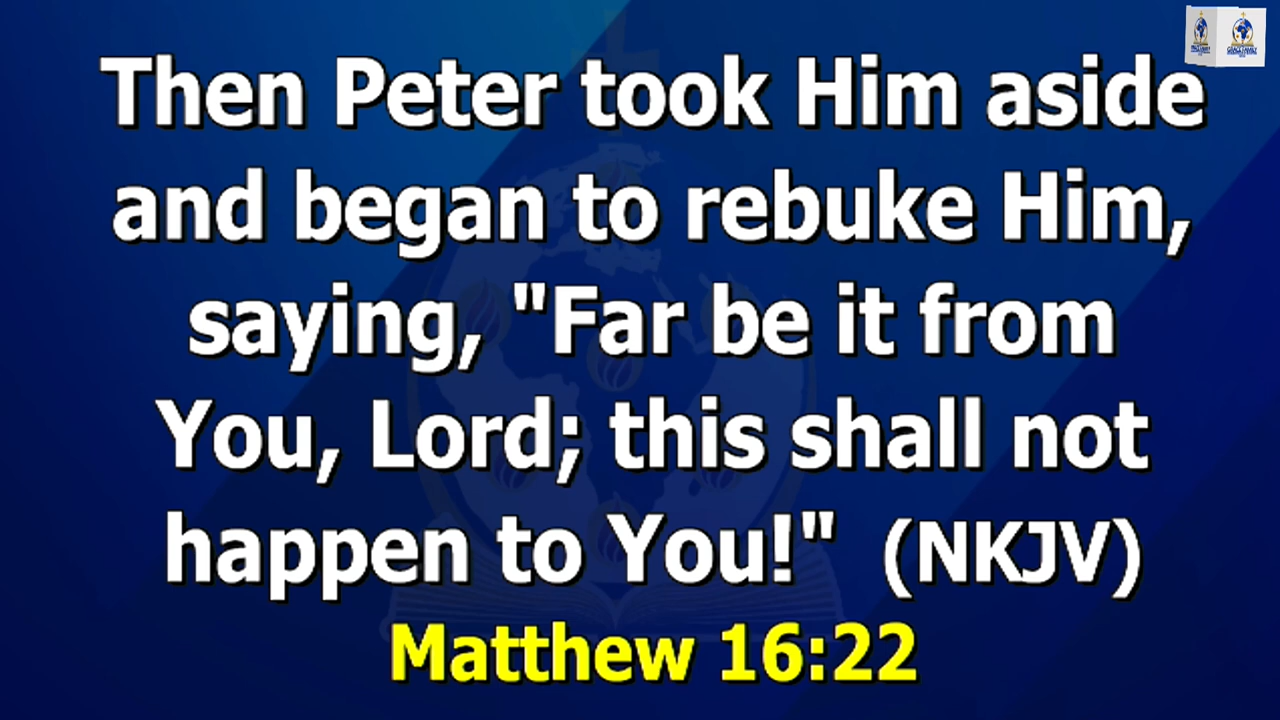 Then Peter took Him aside
and began to rebuke Him,
saying, "Far be it from
You, Lord; this shall not
happen to You!" (NKJV)
Matthew 16:22